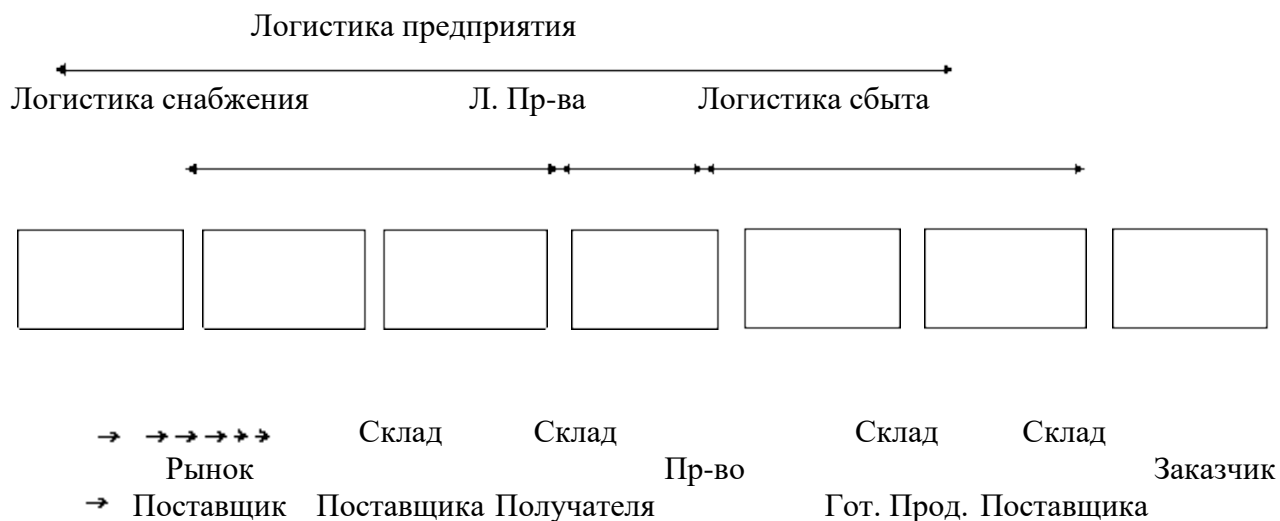 Логистика предприятия
Логистика снабжения Л. Пр-ва Логистика сбыта
Склад Склад Склад Склад
Рынок Пр-во Заказчик
Поставщик Поставщика Получателя Гот. Прод. Поставщика